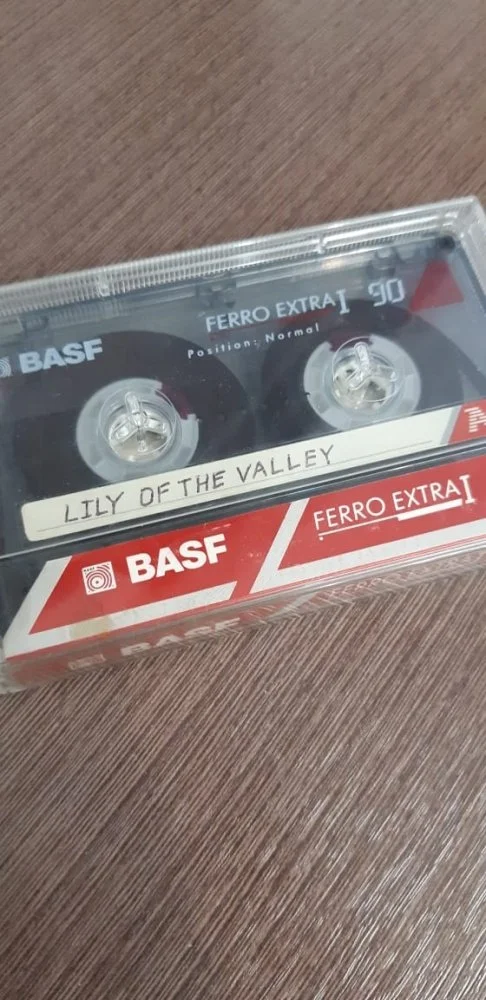 FERRO EXTRA I 90
BASF
Position: Normal
LILY OF THE VALLEY
BASF
FERRO EXTRA I
BASF